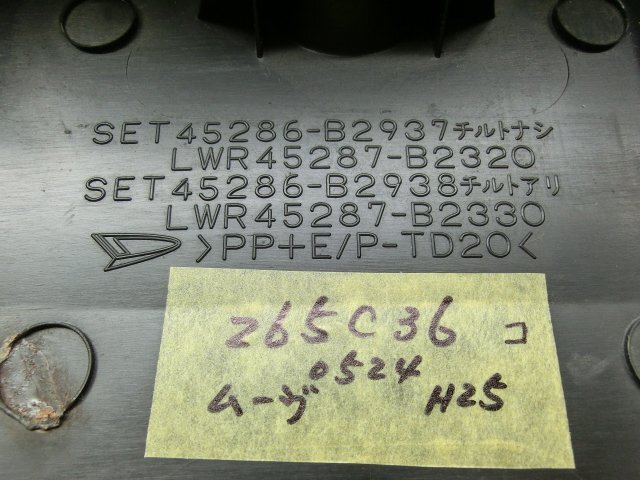 SET45286-B2937チルトナシ
LWR45287-B2320
SET45286-B2938チルトアリ
LWR45287-B2330
>PP+E/P-TD20<
265C36 コ
0524
ムーヴ H25